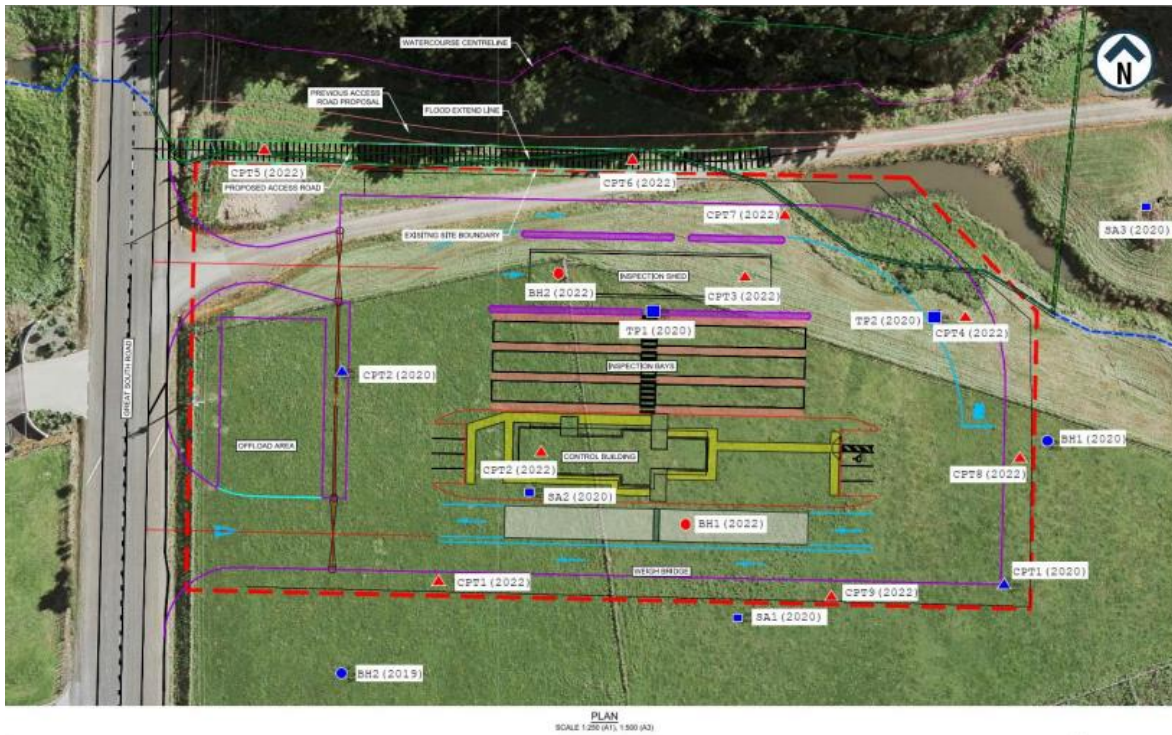 WATERCOURSE CENTRELINE
N
PREVIOUS ACCESS
ROAD PROPOSAL
FLOOD EXTEND LINE
CPT5(2022)
CPT6(2022)
PROPOSED ACCESS ROAD
CPT7(2022)
SA3(2020)
EXISITNG SITE BOUNDARY
INSPECTION SHED
BH2(2022)
CPT3(2022)
TP1(2020)
TP2(2020)
CPT4(2022)
GREAT SOUTH ROAD
INSPECTION BAYS
CPT2(2020)
OFFLOAD AREA
BH1(2020)
CONTROL BUILDING
CPT2(2022)
CPT8(2022)
SA2(2020)
BH1(2022)
WEIGH BRIDGE
CPT1(2022)
CPT1(2020)
CPT9(2022)
SA1(2020)
BH2(2019)
PLAN
SCALE 1:250 (A1), 1:500 (A3)